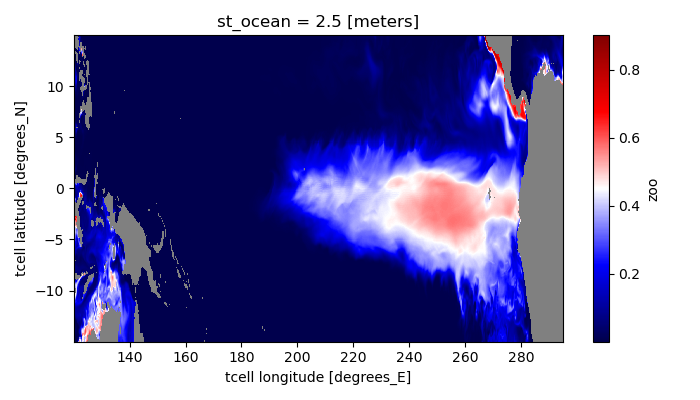 st_ocean = 2.5 [meters]
10
5
0
−5
−10
tcell latitude [degrees_N]
140 160 180 200 220 240 260 280
tcell longitude [degrees_E]
0.8
0.6
0.4
0.2
zoo